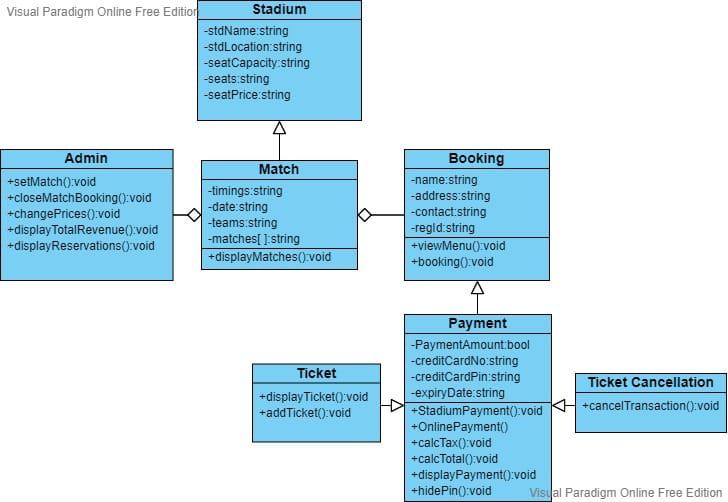 Visual Paradigm Online Free Edition
Stadium
-stdName:string
-stdLocation:string
-seatCapacity:string
-seats:string
-seatPrice:string
Admin
+setMatch():void
+closeMatchBooking():void
+changePrices():void
+displayTotalRevenue():void
+displayReservations():void
Match
-timings:string
-date:string
-teams:string
-matches[ ]:string
+displayMatches():void
Booking
-name:string
-address:string
-contact:string
-regId:string
+viewMenu():void
+booking():void
Payment
-PaymentAmount:bool
-creditCardNo:string
-creditCardPin:string
-expiryDate:string
+StadiumPayment():void
+OnlinePayment()
+calcTax():void
+calcTotal():void
+displayPayment():void
+hidePin():void
Ticket
+displayTicket():void
+addTicket():void
Ticket Cancellation
+cancelTransaction():void
Visual Paradigm Online Free Edition